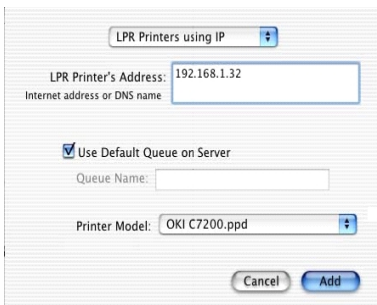 LPR Printers using IP
LPR Printer's Address: 192.168.1.32
Internet address or DNS name
Use Default Queue on Server
Queue Name:
Printer Model: OKI C7200.ppd
Cancel Add